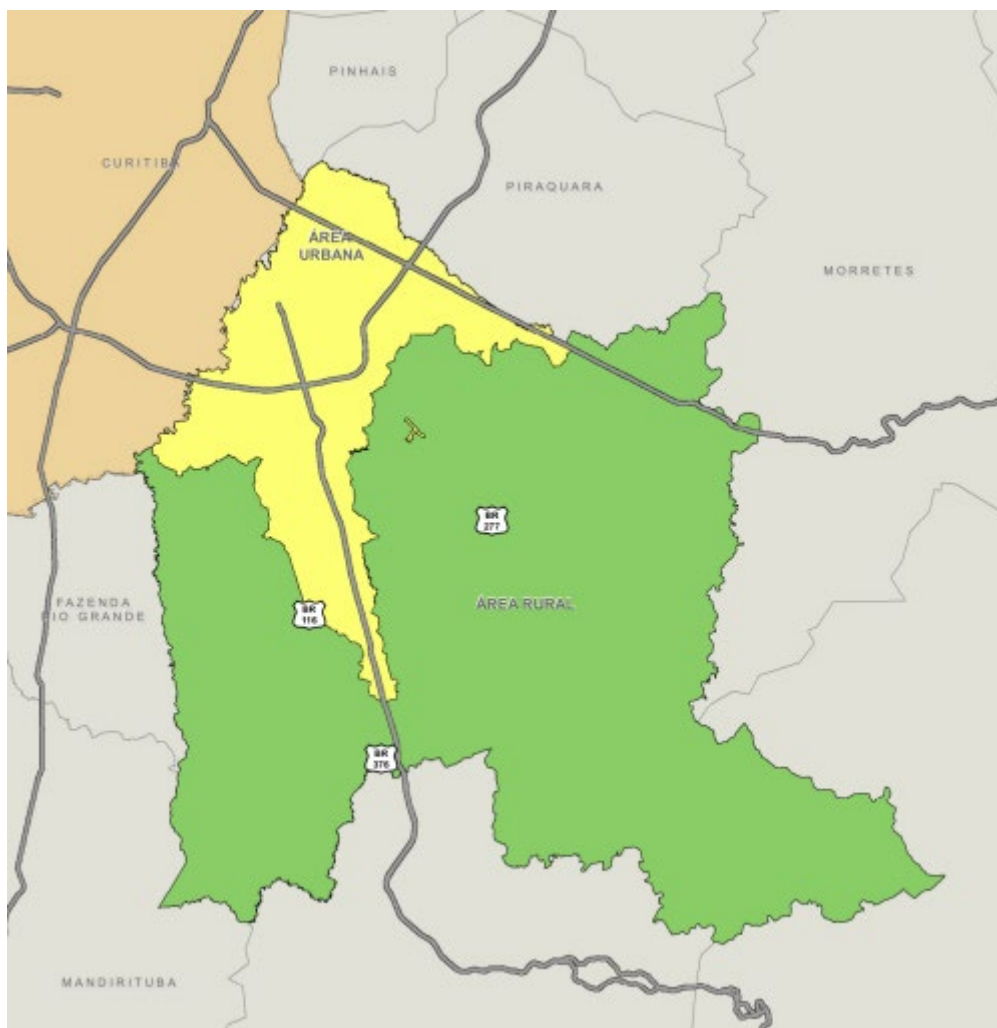 PINHAIS
CURITIBA
PIRAQUARA
ÁREA
URBANA
MORRETES
BR
277
FAZENDA
RIO GRANDE
ÁREA RURAL
BR
116
BR
376
MANDIRITUBA